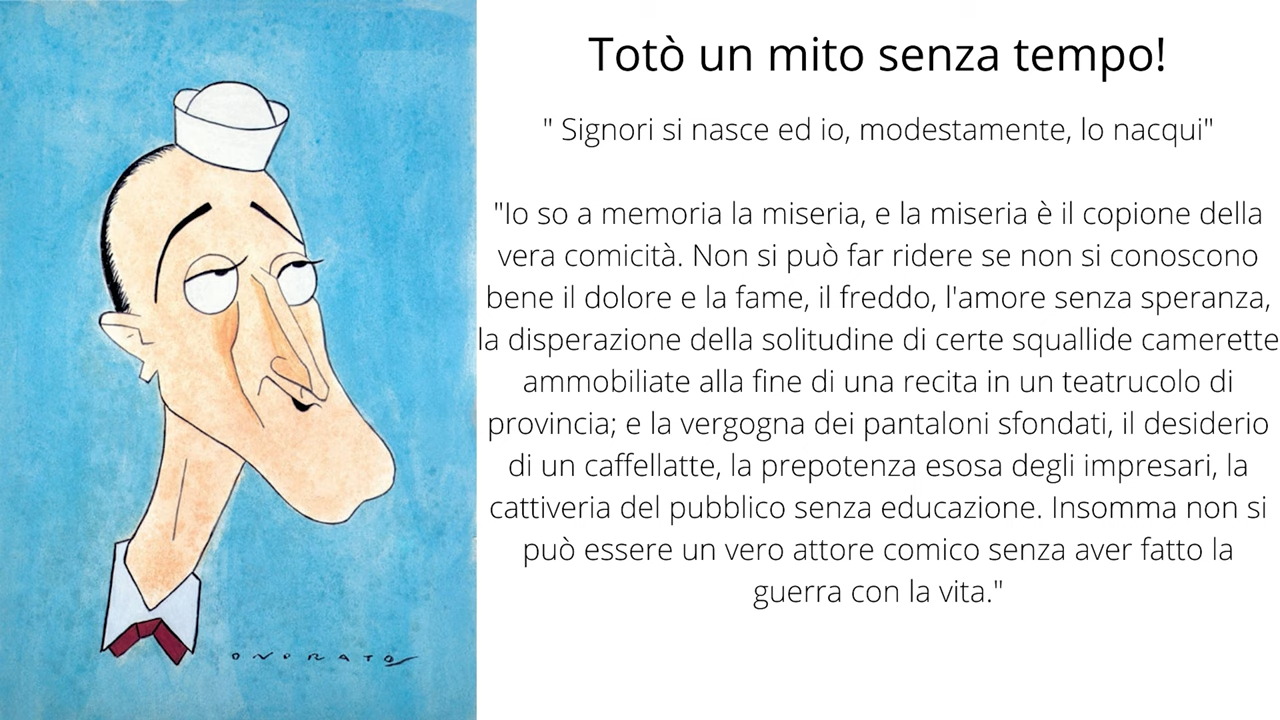 Totò un mito senza tempo!
" Signori si nasce ed io, modestamente, lo nacqui"
"Io so a memoria la miseria, e la miseria è il copione della
vera comicità. Non si può far ridere se non si conoscono
bene il dolore e la fame, il freddo, l'amore senza speranza,
la disperazione della solitudine di certe squallide camerette
ammobiliate alla fine di una recita in un teatrucolo di
provincia; e la vergogna dei pantaloni sfondati, il desiderio
di un caffellatte, la prepotenza esosa degli impresari, la
cattiveria del pubblico senza educazione. Insomma non si
può essere un vero attore comico senza aver fatto la
guerra con la vita."
ONORATO